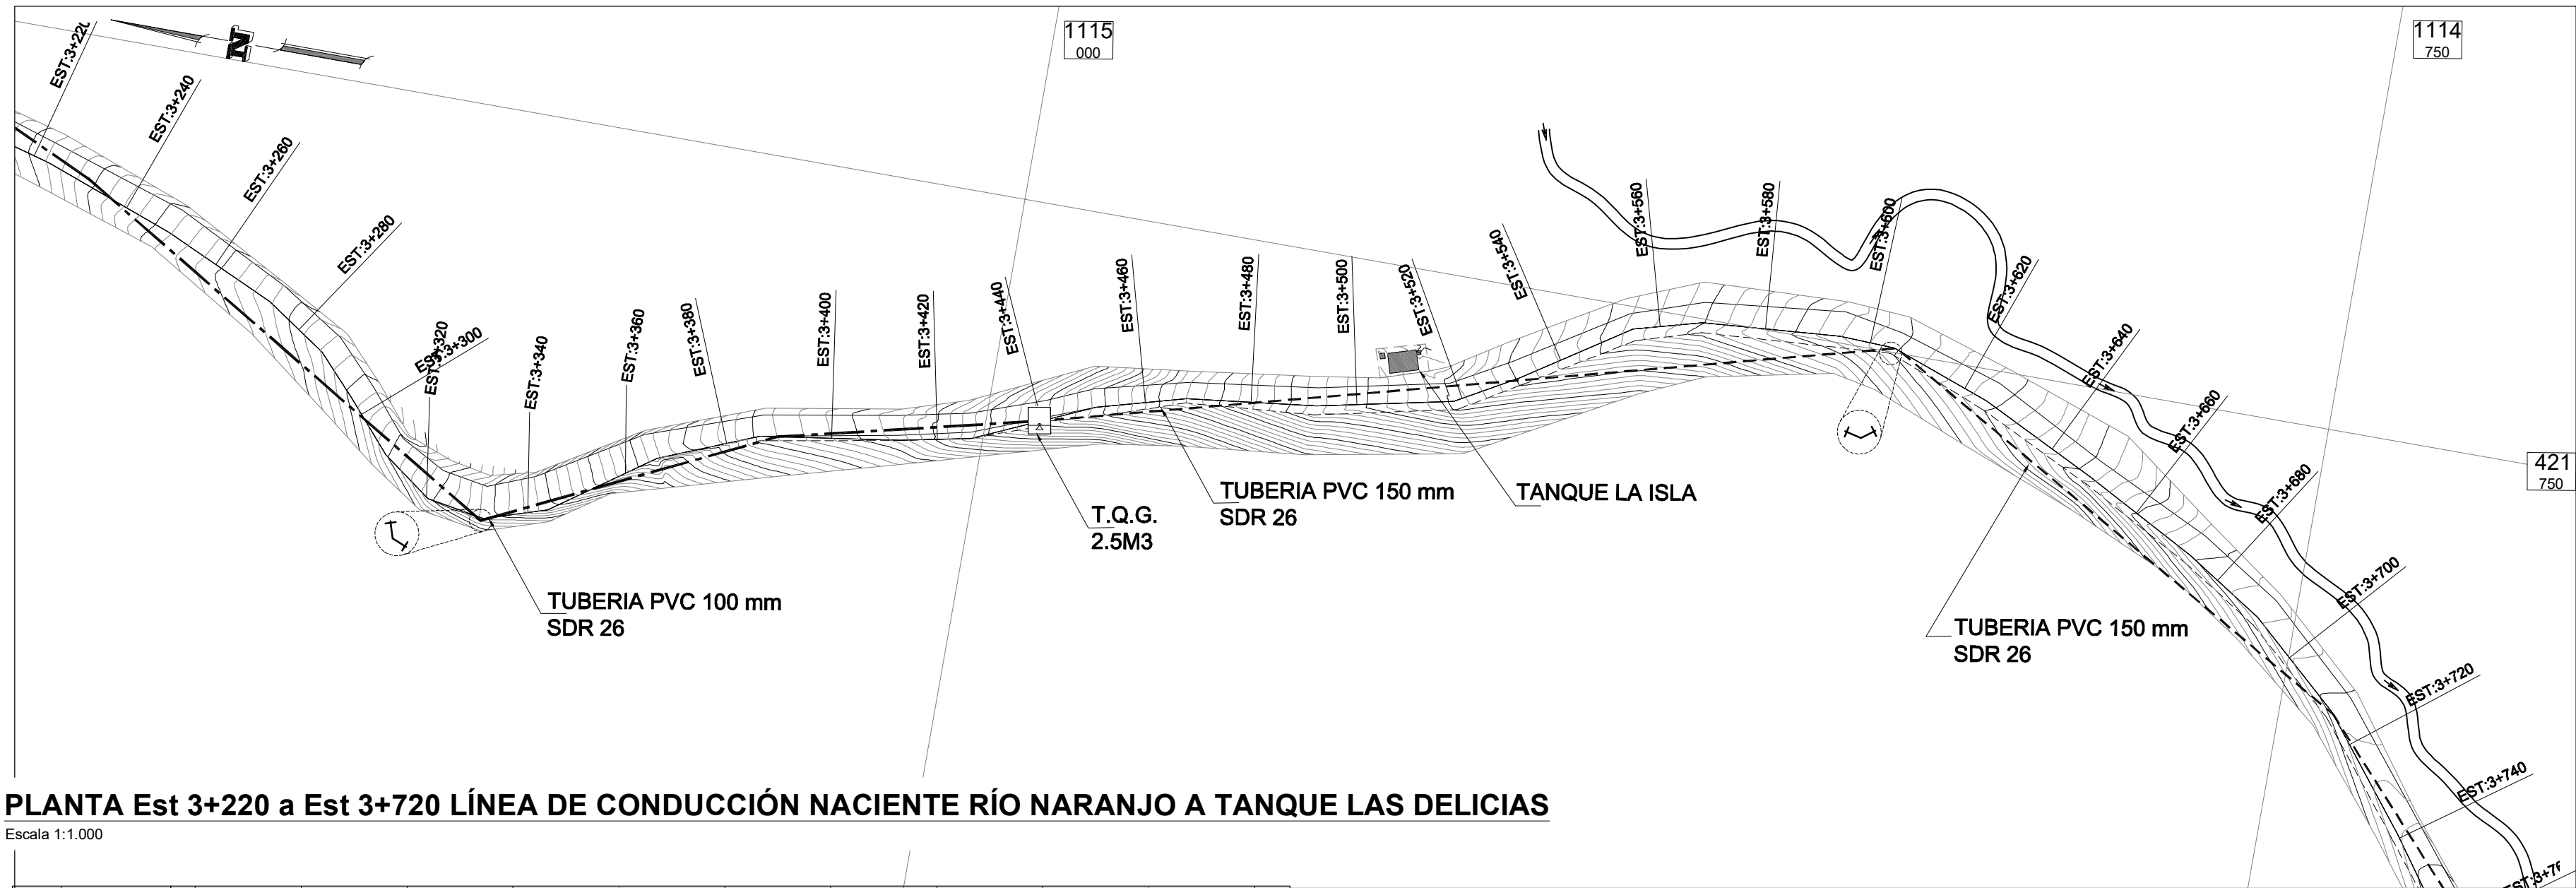 N
1115
000
1114
750
421
750
EST:3+220
EST:3+240
EST:3+260
EST:3+280
EST:3+300
EST:3+320
EST:3+340
EST:3+360
EST:3+380
EST:3+400
EST:3+420
EST:3+440
EST:3+460
EST:3+480
EST:3+500
EST:3+520
EST:3+540
EST:3+560
EST:3+580
EST:3+600
EST:3+620
EST:3+640
EST:3+660
EST:3+680
EST:3+700
EST:3+720
EST:3+740
TUBERIA PVC 100 mm
SDR 26
T.Q.G.
2.5M3
TUBERIA PVC 150 mm
SDR 26
TANQUE LA ISLA
TUBERIA PVC 150 mm
SDR 26
PLANTA Est 3+220 a Est 3+720 LÍNEA DE CONDUCCIÓN NACIENTE RÍO NARANJO A TANQUE LAS DELICIAS
Escala 1:1.000